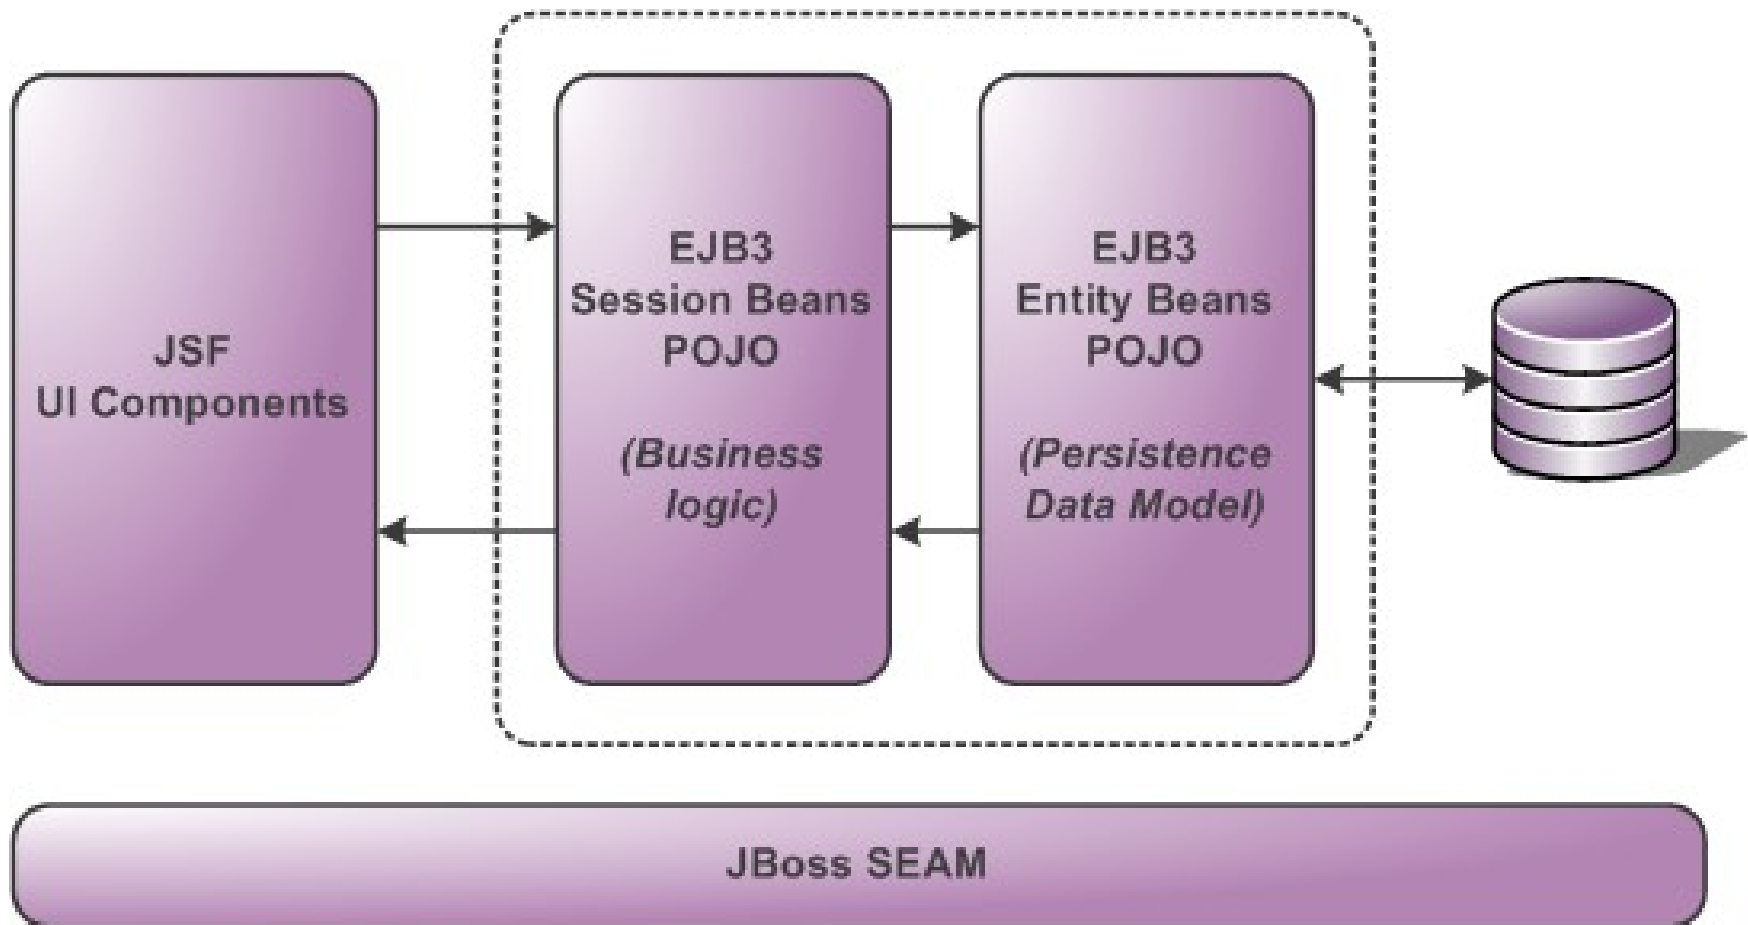 JSF
UI Components
EJB3
Session Beans
POJO
(Business
logic)
EJB3
Entity Beans
POJO
(Persistence
Data Model)
JBoss SEAM